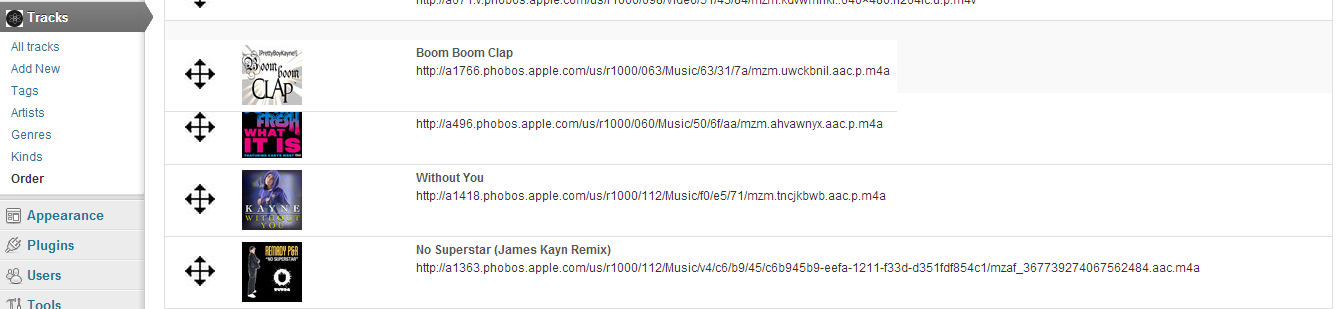 Tracks
All tracks
Add New
Tags
Artists
Genres
Kinds
Order
Appearance
Plugins
Users
Tools
[PrettyBoyKayne!]
Boom boom
CLAP
Boom Boom Clap
http://a1766.phobos.apple.com/us/r1000/063/Music/63/31/7a/mzm.uwckbnil.aac.p.m4a
FRESH
WHAT
IT IS
http://a496.phobos.apple.com/us/r1000/060/Music/50/6f/aa/mzm.ahvawnyx.aac.p.m4a
KAYNE
WITHOUT
YOU
Without You
http://a1418.phobos.apple.com/us/r1000/112/Music/f0/e5/71/mzm.tncjkbwb.aac.p.m4a
REMADY P&R
"NO SUPERSTAR"
No Superstar (James Kayn Remix)
http://a1363.phobos.apple.com/us/r1000/112/Music/v4/c6/b9/45/c6b945b9-eefa-1211-f33d-d351fdf854c1/mzaf_367739274067562484.aac.m4a